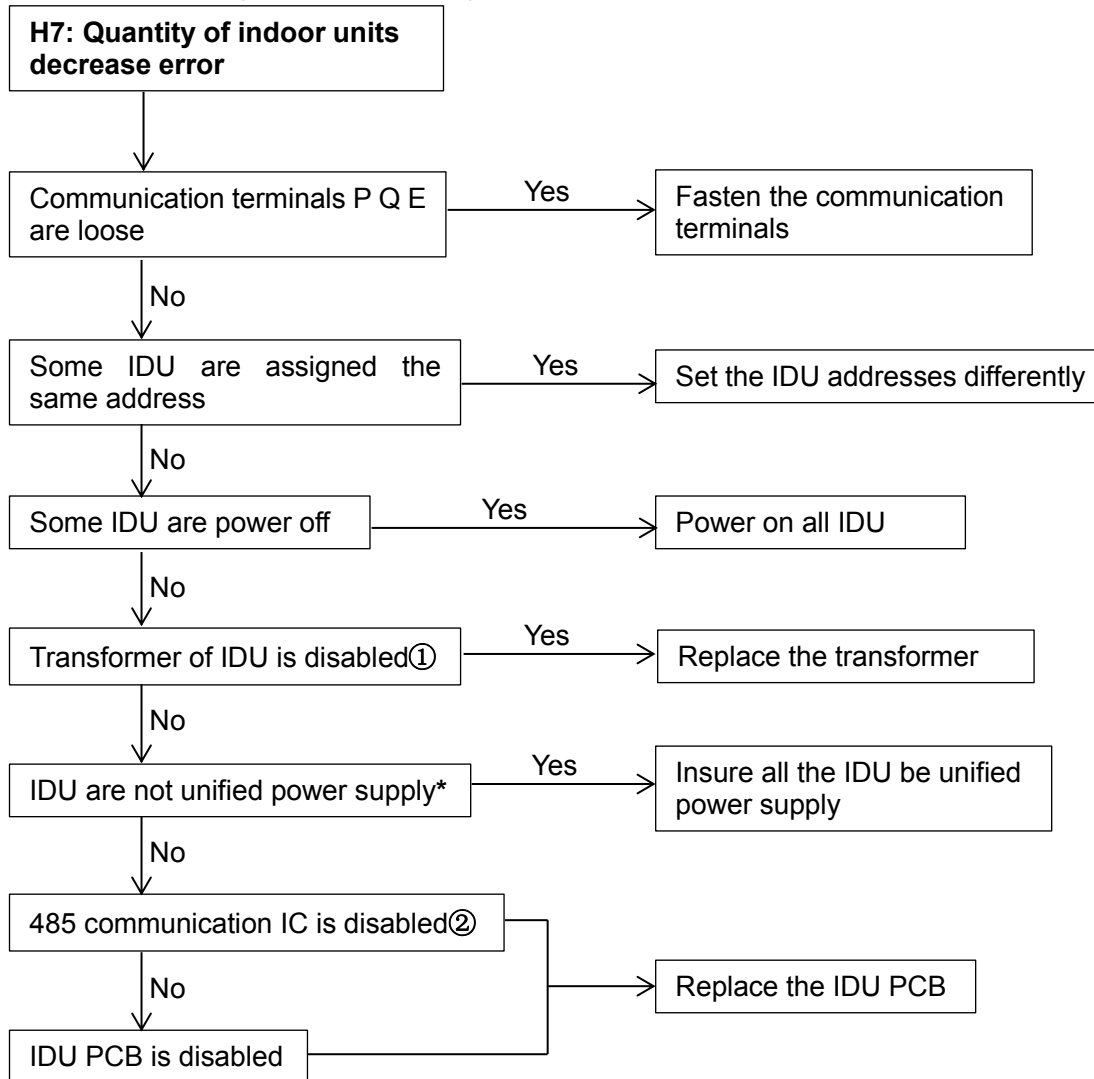 H7: Quantity of indoor units
decrease error
Communication terminals P Q E
are loose
Yes
Fasten the communication
terminals
No
Some IDU are assigned the
same address
Yes
Set the IDU addresses differently
No
Some IDU are power off
Yes
Power on all IDU
No
Transformer of IDU is disabled①
Yes
Replace the transformer
No
IDU are not unified power supply*
Yes
Insure all the IDU be unified
power supply
No
485 communication IC is disabled②
Replace the IDU PCB
No
IDU PCB is disabled